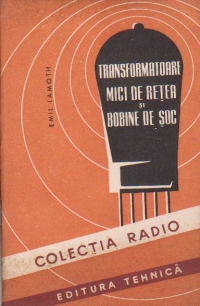 EMIL LAMOTH
TRANSFORMATOARE
MICI DE REȚEA
ȘI
BOBINE DE ȘOC
COLECȚIA RADIO
EDITURA TEHNICĂ